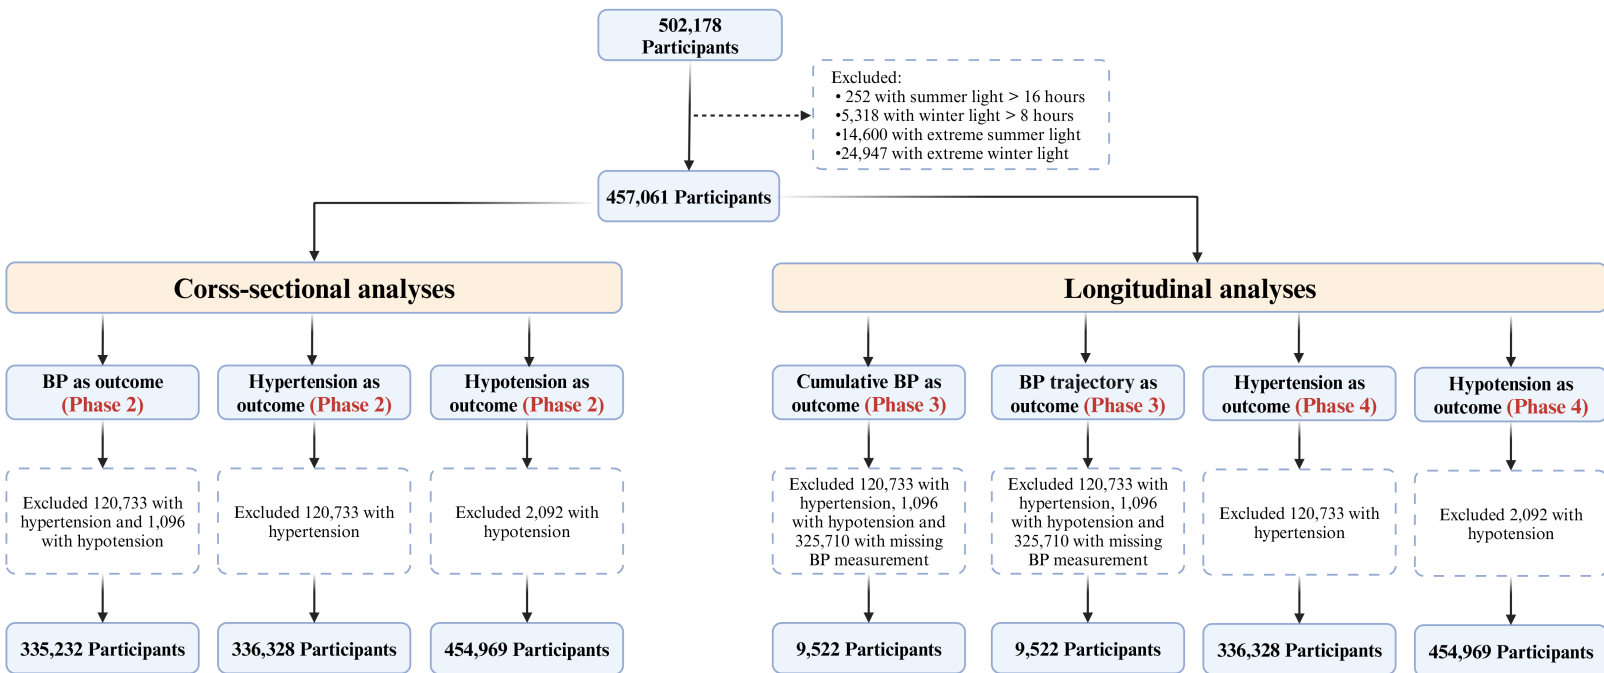 502,178
Participants
Excluded:
• 252 with summer light > 16 hours
•5,318 with winter light > 8 hours
•14,600 with extreme summer light
•24,947 with extreme winter light
457,061 Participants
Corss-sectional analyses
Longitudinal analyses
BP as outcome
(Phase 2)
Hypertension as
outcome (Phase 2)
Hypotension as
outcome (Phase 2)
Cumulative BP as
outcome (Phase 3)
BP trajectory as
outcome (Phase 3)
Hypertension as
outcome (Phase 4)
Hypotension as
outcome (Phase 4)
Excluded 120,733 with
hypertension and 1,096
with hypotension
Excluded 120,733 with
hypertension
Excluded 2,092 with
hypotension
Excluded 120,733 with
hypertension, 1,096
with hypotension and
325,710 with missing
BP measurement
Excluded 120,733 with
hypertension, 1,096
with hypotension and
325,710 with missing
BP measurement
Excluded 120,733 with
hypertension
Excluded 2,092 with
hypotension
335,232 Participants
336,328 Participants
454,969 Participants
9,522 Participants
9,522 Participants
336,328 Participants
454,969 Participants